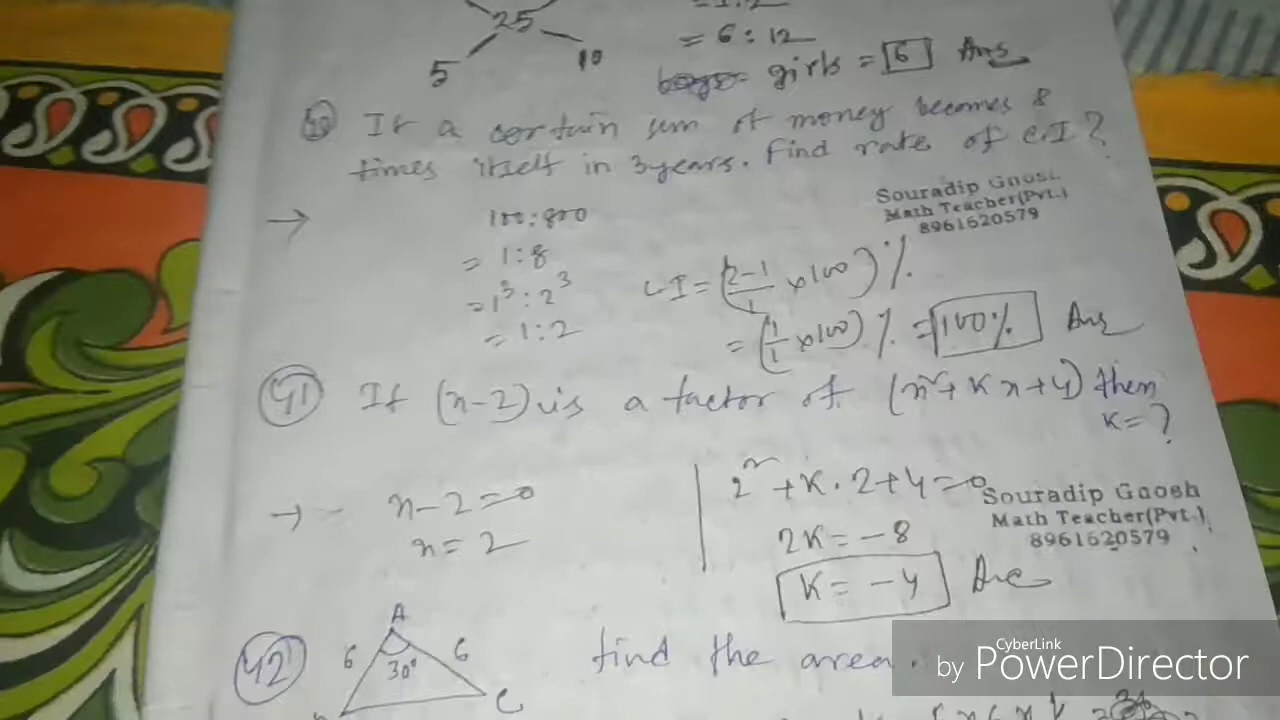 25
5 10
= 6 : 12
girls = 6 Ans
40 If a certain sum of money becomes 8
times itself in 3 years. Find rate of C.I ?
Souradip Ghosh
Math Teacher(Pvt.)
8961620579
→ 100 : 800
= 1 : 8
= 1³ : 2³
= 1 : 2
CI = (2-1/1 × 100) %
= (1/1 × 100) % = 100% Ans
41 If (x-2) is a factor of (x²+Kx+4) then
K = ?
→ x-2=0
x = 2
2²+K.2+4=0
2K = -8
K = -4 Ans
Souradip Ghosh
Math Teacher(Pvt.)
8961620579
42 A
6 30° 6
C
find the area.
CyberLink
by PowerDirector